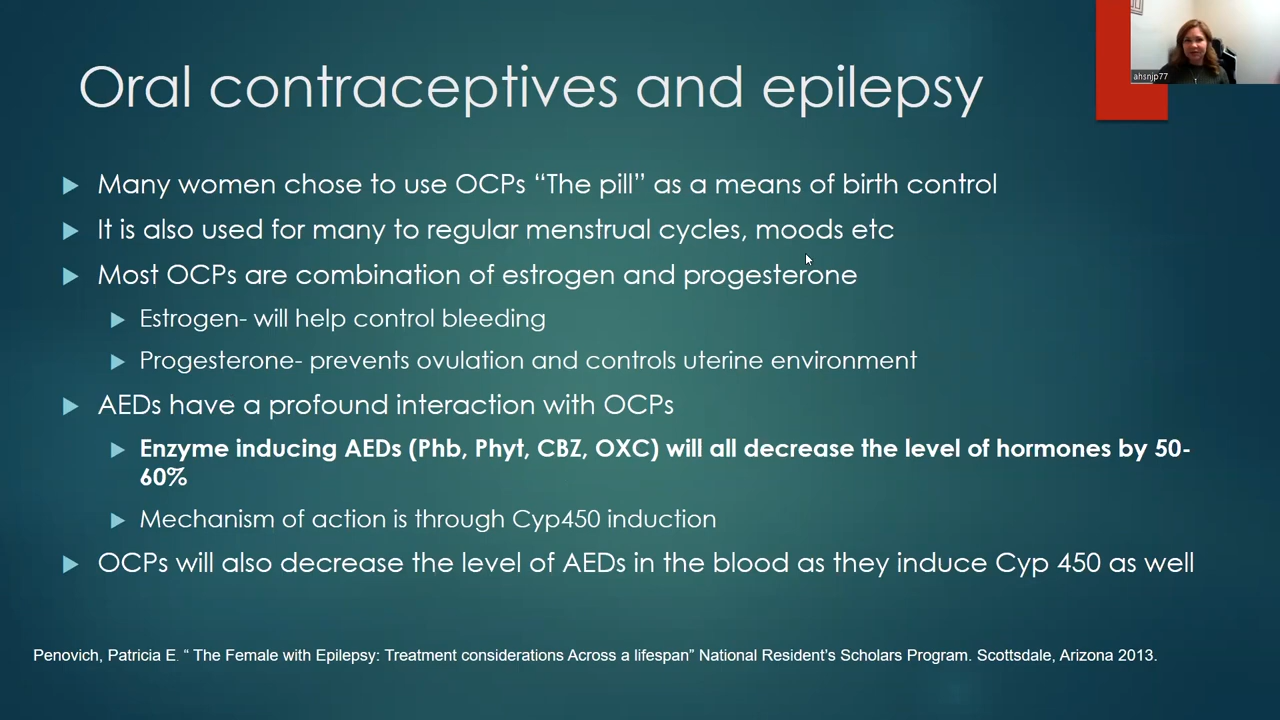 ahsnjp77
Oral contraceptives and epilepsy
Many women chose to use OCPs “The pill” as a means of birth control
It is also used for many to regular menstrual cycles, moods etc
Most OCPs are combination of estrogen and progesterone
Estrogen- will help control bleeding
Progesterone- prevents ovulation and controls uterine environment
AEDs have a profound interaction with OCPs
Enzyme inducing AEDs (Phb, Phyt, CBZ, OXC) will all decrease the level of hormones by 50-
60%
Mechanism of action is through Cyp450 induction
OCPs will also decrease the level of AEDs in the blood as they induce Cyp 450 as well
Penovich, Patricia E. “ The Female with Epilepsy: Treatment considerations Across a lifespan” National Resident’s Scholars Program. Scottsdale, Arizona 2013.